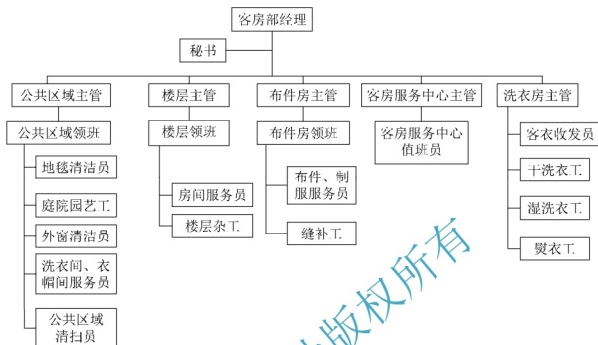 客房部经理
秘书
公共区域主管
楼层主管
布件房主管
客房服务中心主管
洗衣房主管
公共区域领班
楼层领班
布件房领班
客房服务中心
值班员
客衣收发员
地毯清洁员
干洗衣工
房间服务员
布件、制
服服务员
庭院园艺工
湿洗衣工
楼层杂工
外窗清洁员
缝补工
熨衣工
洗衣间、衣
帽间服务员
公共区域
清扫员
版权所有